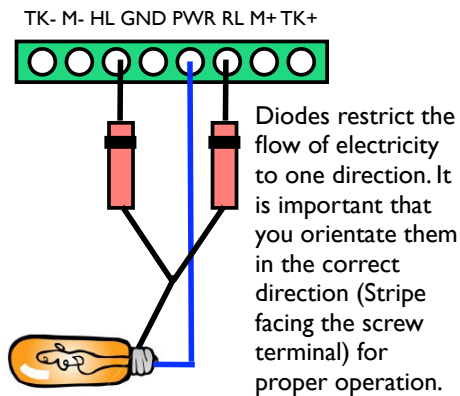 TK- M- HL GND PWR RL M+ TK+
Diodes restrict the
flow of electricity
to one direction. It
is important that
you orientate them
in the correct
direction (Stripe
facing the screw
terminal) for
proper operation.